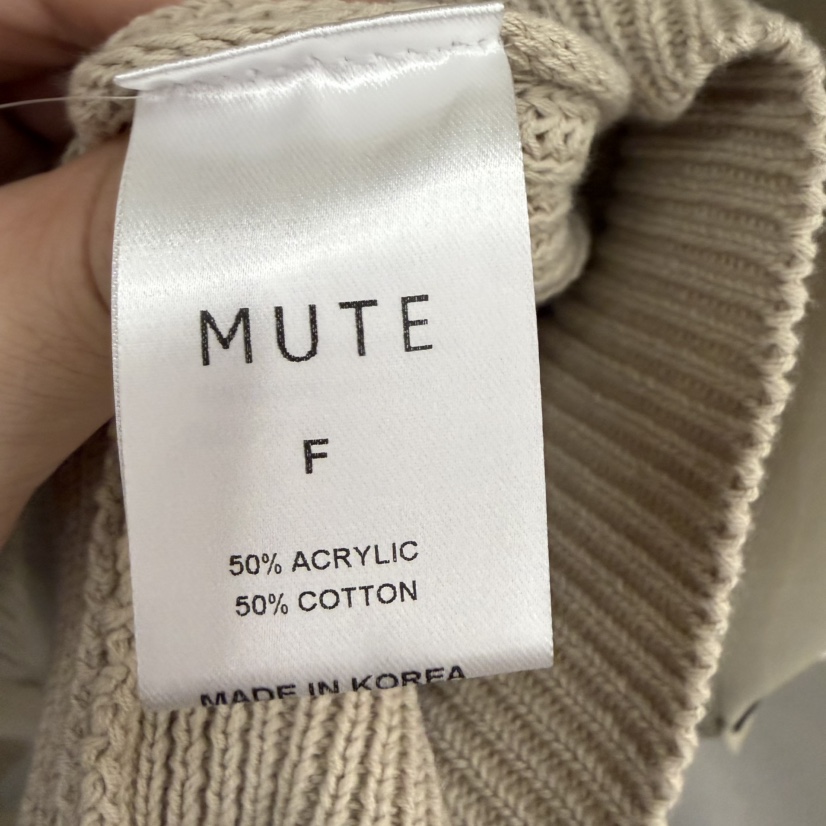 MUTE
F
50% ACRYLIC
50% COTTON
MADE IN KOREA